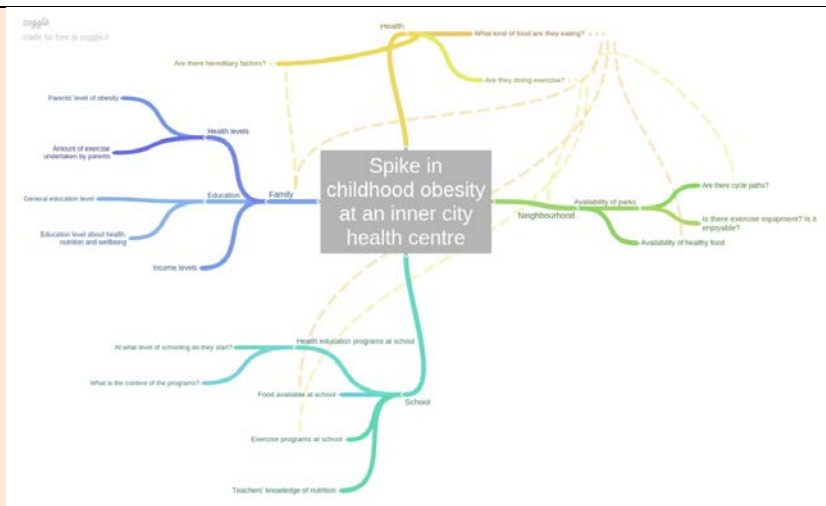 coggle
made for free at coggle.it
Health
What kind of food are they eating?
Are there hereditary factors?
Are they doing exercise?
Parents' level of obesity
Health levels
Amount of exercise
undertaken by parents
Spike in
childhood obesity
at an inner city
health centre
General education level
Education
Family
Education level about health,
nutrition and wellbeing
Income levels
Are there cycle paths?
Availability of parks
Neighbourhood
Is there exercise equipment? Is it
enjoyable?
Availability of healthy food
At what level of schooling do they start?
Health education programs at school
What is the content of the programs?
Food available at school
School
Exercise programs at school
Teachers' knowledge of nutrition